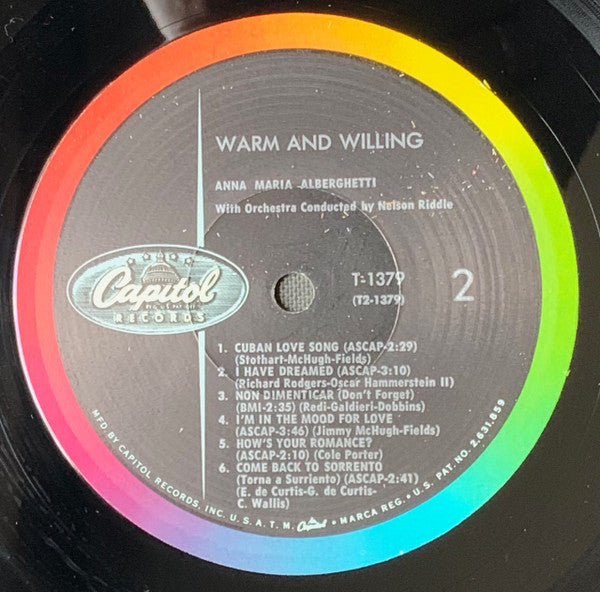 WARM AND WILLING
ANNA MARIA ALBERGHETTI
With Orchestra Conducted by Nelson Riddle
Capitol
RECORDS
T-1379
(T2-1379)
2
1. CUBAN LOVE SONG (ASCAP-2:29)
(Stothart-McHugh-Fields)
2. I HAVE DREAMED (ASCAP-3:10)
(Richard Rodgers-Oscar Hammerstein II)
3. NON DIMENTICAR (Don't Forget)
(BMI-2:35) (Redi-Galdieri-Dobbins)
4. I'M IN THE MOOD FOR LOVE
(ASCAP-3:46) (Jimmy McHugh-Fields)
5. HOW'S YOUR ROMANCE?
(ASCAP-2:10) (Cole Porter)
6. COME BACK TO SORRENTO
(Torna a Surriento) (ASCAP-2:41)
(E. de Curtis-G. de Curtis-
C. Wallis)
MFD BY CAPITOL RECORDS, INC. U.S.A. T.M. Capitol - MARCA REG., U.S. PAT. NO. 2,631,859